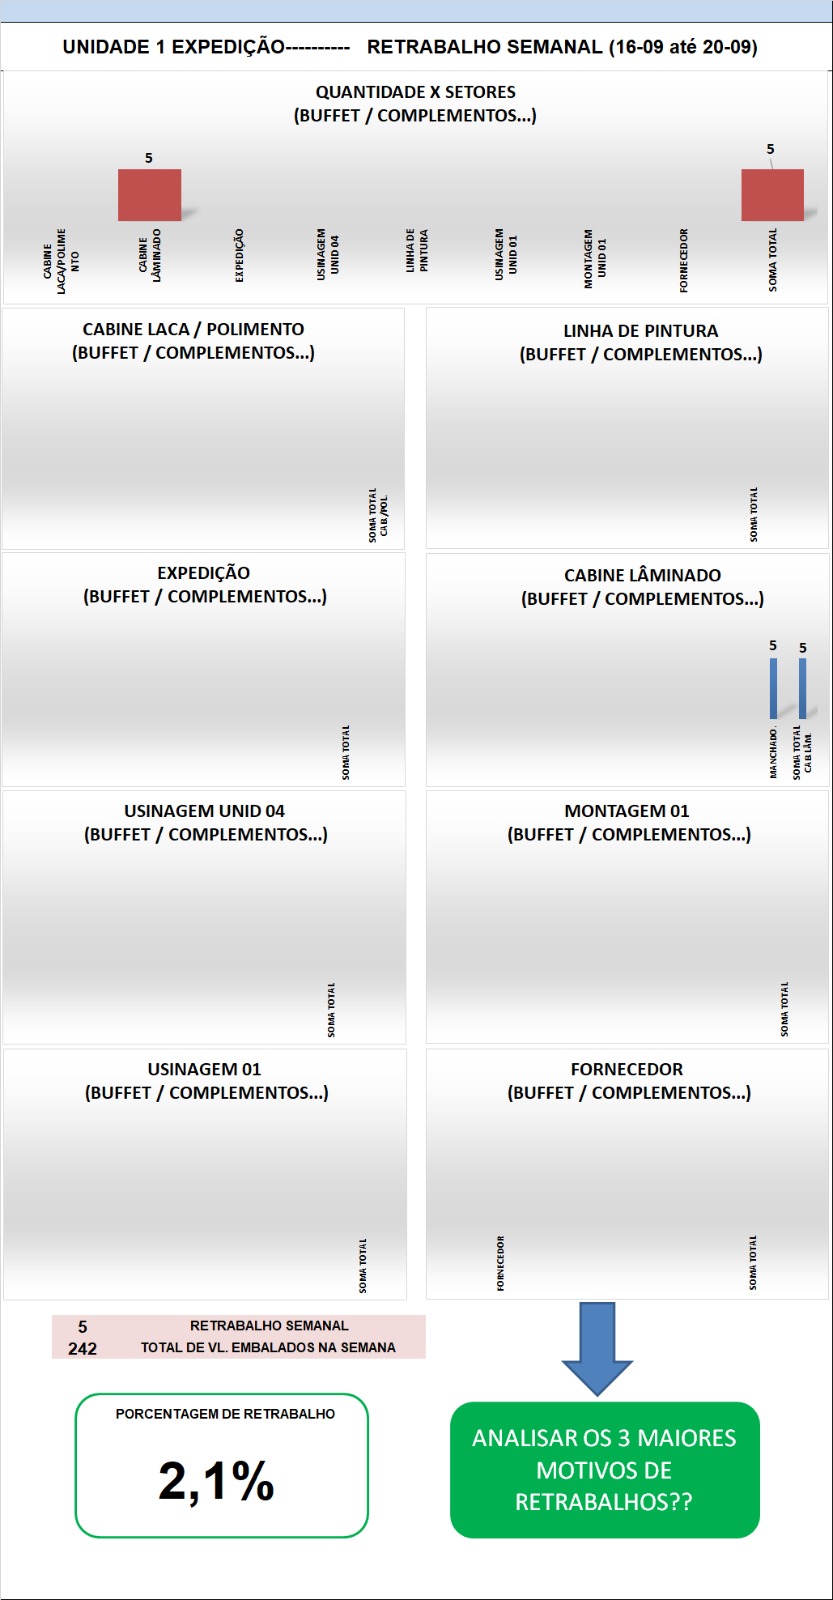 UNIDADE 1 EXPEDIÇÃO---------- RETRABALHO SEMANAL (16-09 até 20-09)
QUANTIDADE X SETORES
(BUFFET / COMPLEMENTOS...)
5
5
CABINE
LACA/POLIME
NTO
CABINE
LÂMINADO
EXPEDIÇÃO
USINAGEM
UNID 04
LINHA DE
PINTURA
USINAGEM
UNID 01
MONTAGEM
UNID 01
FORNECEDOR
SOMA TOTAL
CABINE LACA / POLIMENTO
(BUFFET / COMPLEMENTOS...)
SOMA TOTAL
CAB./POL.
LINHA DE PINTURA
(BUFFET / COMPLEMENTOS...)
SOMA TOTAL
EXPEDIÇÃO
(BUFFET / COMPLEMENTOS...)
SOMA TOTAL
CABINE LÂMINADO
(BUFFET / COMPLEMENTOS...)
5
5
MANCHADO.
SOMA TOTAL
CAB.LÂM.
USINAGEM UNID 04
(BUFFET / COMPLEMENTOS...)
SOMA TOTAL
MONTAGEM 01
(BUFFET / COMPLEMENTOS...)
SOMA TOTAL
USINAGEM 01
(BUFFET / COMPLEMENTOS...)
SOMA TOTAL
FORNECEDOR
(BUFFET / COMPLEMENTOS...)
FORNECEDOR
SOMA TOTAL
5 RETRABALHO SEMANAL
242 TOTAL DE VL. EMBALADOS NA SEMANA
PORCENTAGEM DE RETRABALHO
2,1%
ANALISAR OS 3 MAIORES
MOTIVOS DE
RETRABALHOS??